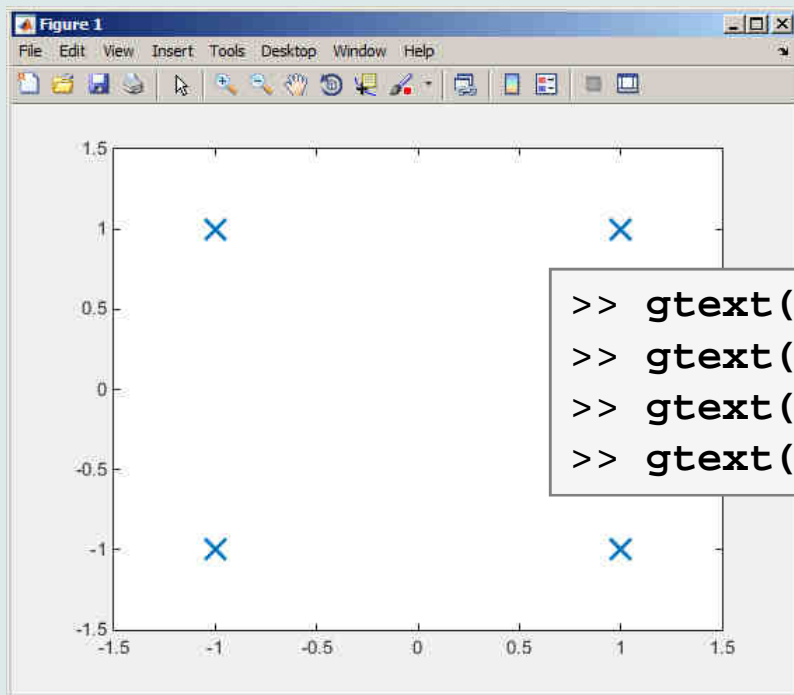 Figure 1
File Edit View Insert Tools Desktop Window Help
1.5
1
0.5
0
-0.5
-1
-1.5
-1.5 -1 -0.5 0 0.5 1 1.5
>> gtext(
>> gtext(
>> gtext(
>> gtext(